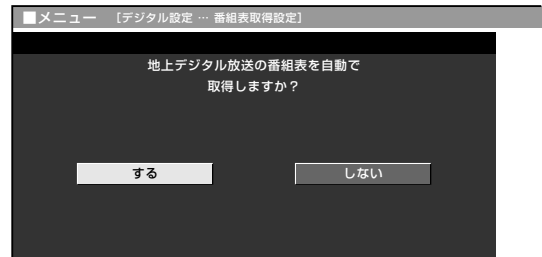 ■メニュー [デジタル設定 … 番組表取得設定]
地上デジタル放送の番組表を自動で
取得しますか？
する しない